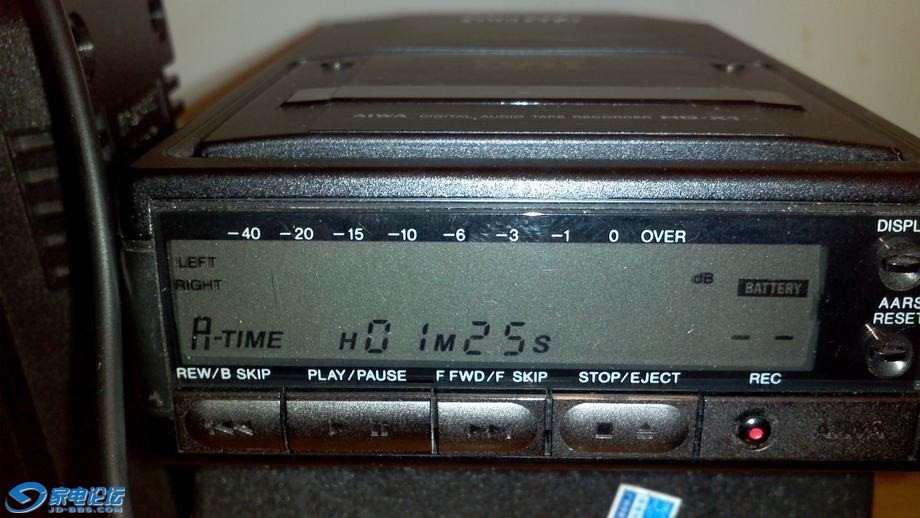 AIWA DIGITAL AUDIO TAPE RECORDER HD-X1
-40 -20 -15 -10 -6 -3 -1 0 OVER
DISPL
LEFT
dB
RIGHT
BATTERY
AARS
RESET
A-TIME H01M25S - -
REW/B SKIP PLAY/PAUSE F FWD/F SKIP STOP/EJECT REC
家电论坛
JD-BBS.COM